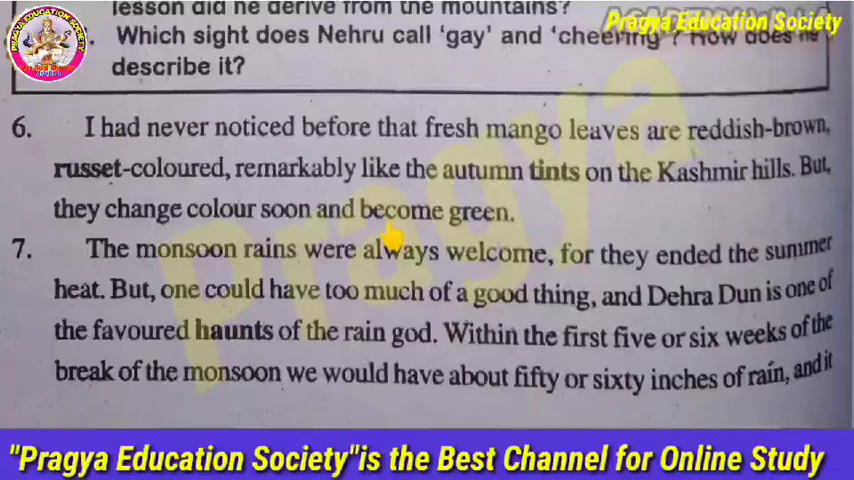 lesson did he derive from the mountains?
Pragya Education Society
Which sight does Nehru call 'gay' and 'cheering'? How does he
describe it?
6. I had never noticed before that fresh mango leaves are reddish-brown,
russet-coloured, remarkably like the autumn tints on the Kashmir hills. But,
they change colour soon and become green.
7. The monsoon rains were always welcome, for they ended the summer
heat. But, one could have too much of a good thing, and Dehra Dun is one of
the favoured haunts of the rain god. Within the first five or six weeks of the
break of the monsoon we would have about fifty or sixty inches of rain, and it
Pragya
"Pragya Education Society"is the Best Channel for Online Study